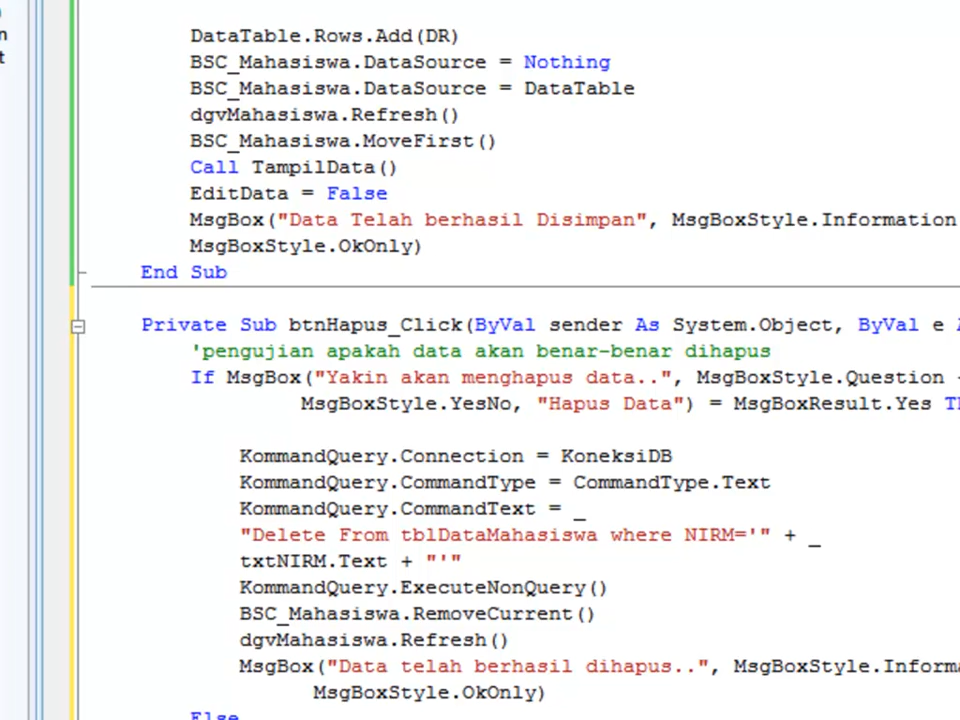 n
t
DataTable.Rows.Add(DR)
BSC_Mahasiswa.DataSource = Nothing
BSC_Mahasiswa.DataSource = DataTable
dgvMahasiswa.Refresh()
BSC_Mahasiswa.MoveFirst()
Call TampilData()
EditData = False
MsgBox("Data Telah berhasil Disimpan", MsgBoxStyle.Information
MsgBoxStyle.OkOnly)
End Sub
Private Sub btnHapus_Click(ByVal sender As System.Object, ByVal e A
'pengujian apakah data akan benar-benar dihapus
If MsgBox("Yakin akan menghapus data..", MsgBoxStyle.Question
MsgBoxStyle.YesNo, "Hapus Data") = MsgBoxResult.Yes Th
KommandQuery.Connection = KoneksiDB
KommandQuery.CommandType = CommandType.Text
KommandQuery.CommandText = _
"Delete From tblDataMahasiswa where NIRM='" + _
txtNIRM.Text + "'"
KommandQuery.ExecuteNonQuery()
BSC_Mahasiswa.RemoveCurrent()
dgvMahasiswa.Refresh()
MsgBox("Data telah berhasil dihapus..", MsgBoxStyle.Informa
MsgBoxStyle.OkOnly)
Else